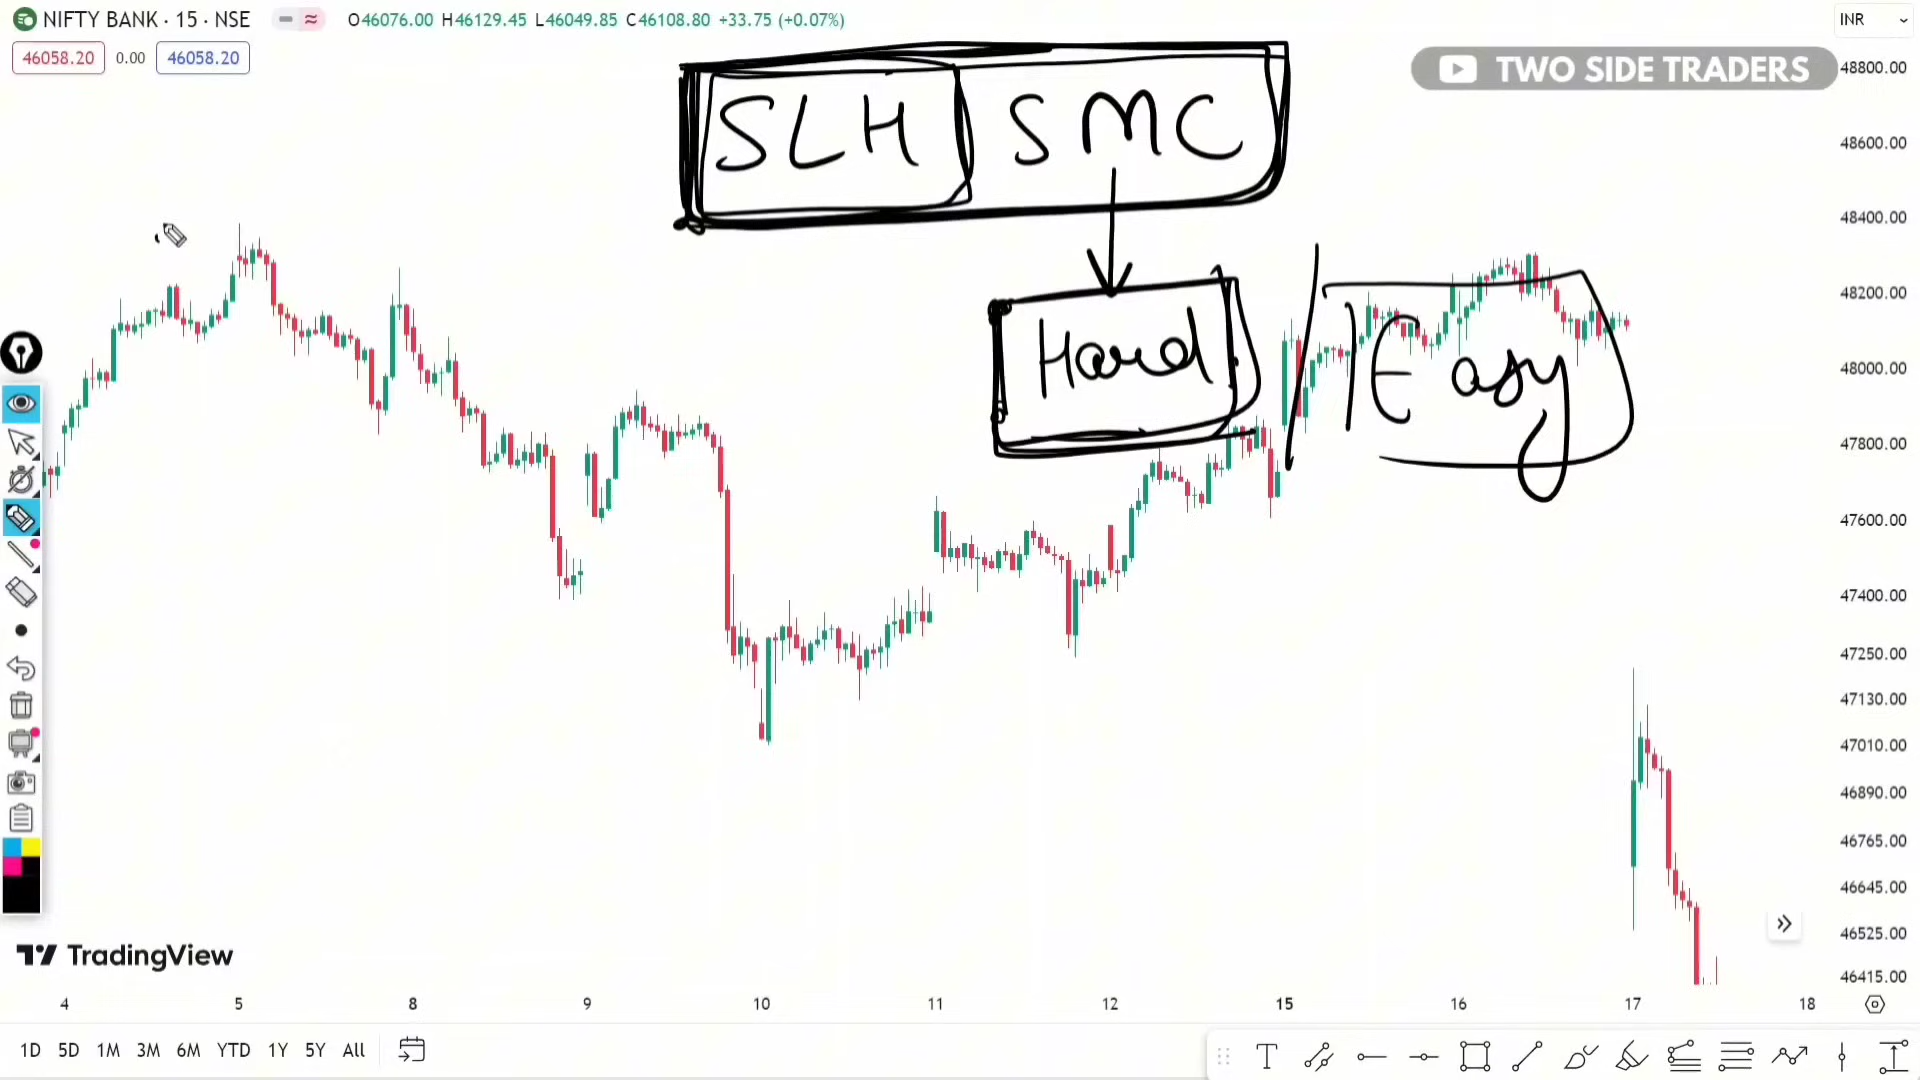 NIFTY BANK · 15 · NSE
O46076.00 H46129.45 L46049.85 C46108.80 +33.75 (+0.07%)
INR
46058.20 0.00 46058.20
TWO SIDE TRADERS
SLH SMC
Hard
Easy
48800.00
48600.00
48400.00
48200.00
48000.00
47800.00
47600.00
47400.00
47250.00
47130.00
47010.00
46890.00
46765.00
46645.00
46525.00
46415.00
TradingView
4 5 8 9 10 11 12 15 16 17 18
1D 5D 1M 3M 6M YTD 1Y 5Y All